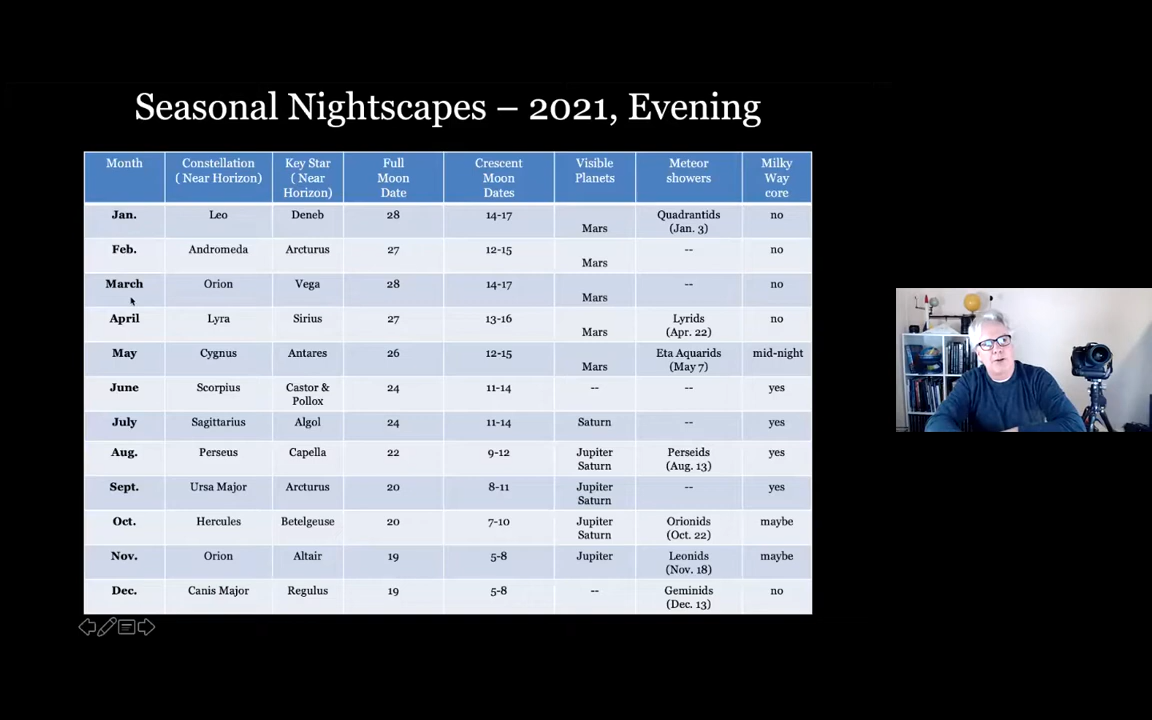 Seasonal Nightscapes – 2021, Evening
Month Constellation Key Star Full Crescent Visible Meteor Milky
( Near Horizon) ( Near Moon Moon Planets showers Way
Horizon) Date Dates core
Jan. Leo Deneb 28 14-17 Quadrantids no
Mars (Jan. 3)
Feb. Andromeda Arcturus 27 12-15 -- no
Mars
March Orion Vega 28 14-17 -- no
Mars
April Lyra Sirius 27 13-16 Lyrids no
Mars (Apr. 22)
May Cygnus Antares 26 12-15 Eta Aquarids mid-night
Mars (May 7)
June Scorpius Castor & 24 11-14 -- -- yes
Pollox
July Sagittarius Algol 24 11-14 Saturn -- yes
Aug. Perseus Capella 22 9-12 Jupiter Perseids yes
Saturn (Aug. 13)
Sept. Ursa Major Arcturus 20 8-11 Jupiter -- yes
Saturn
Oct. Hercules Betelgeuse 20 7-10 Jupiter Orionids maybe
Saturn (Oct. 22)
Nov. Orion Altair 19 5-8 Jupiter Leonids maybe
(Nov. 18)
Dec. Canis Major Regulus 19 5-8 -- Geminids no
(Dec. 13)